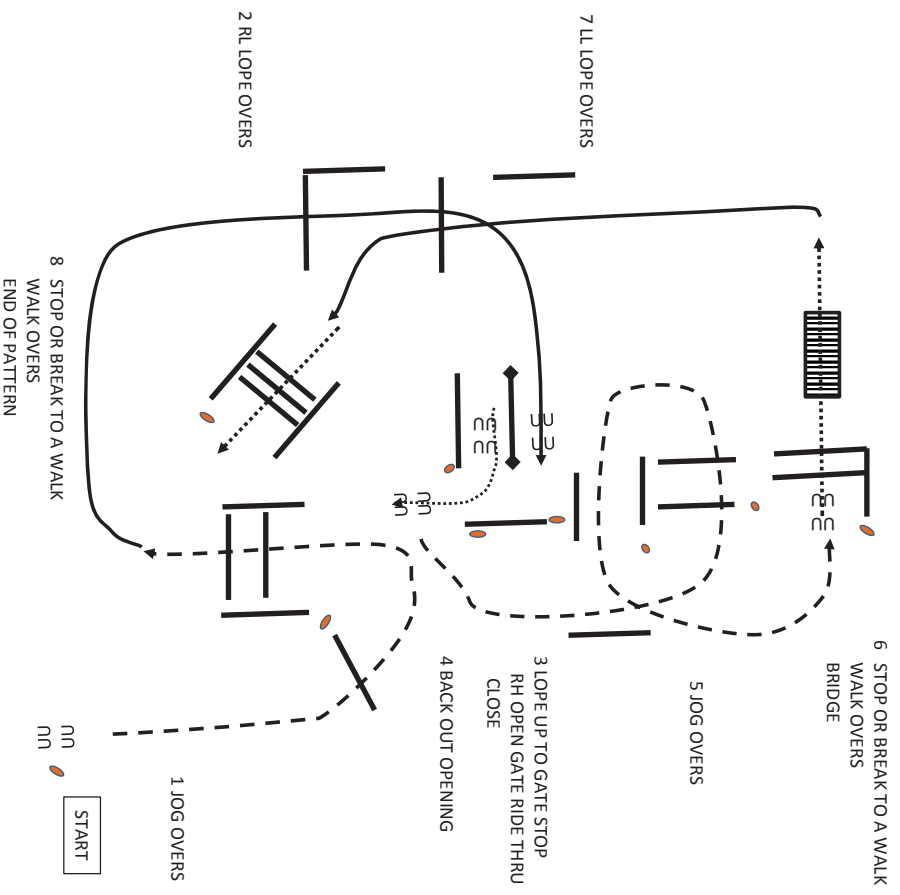 START
1 JOG OVERS
2 RL LOPE OVERS
3 LOPE UP TO GATE STOP
RH OPEN GATE RIDE THRU
CLOSE
4 BACK OUT OPENING
5 JOG OVERS
6 STOP OR BREAK TO A WALK
WALK OVERS
BRIDGE
7 LL LOPE OVERS
8 STOP OR BREAK TO A WALK
WALK OVERS
END OF PATTERN